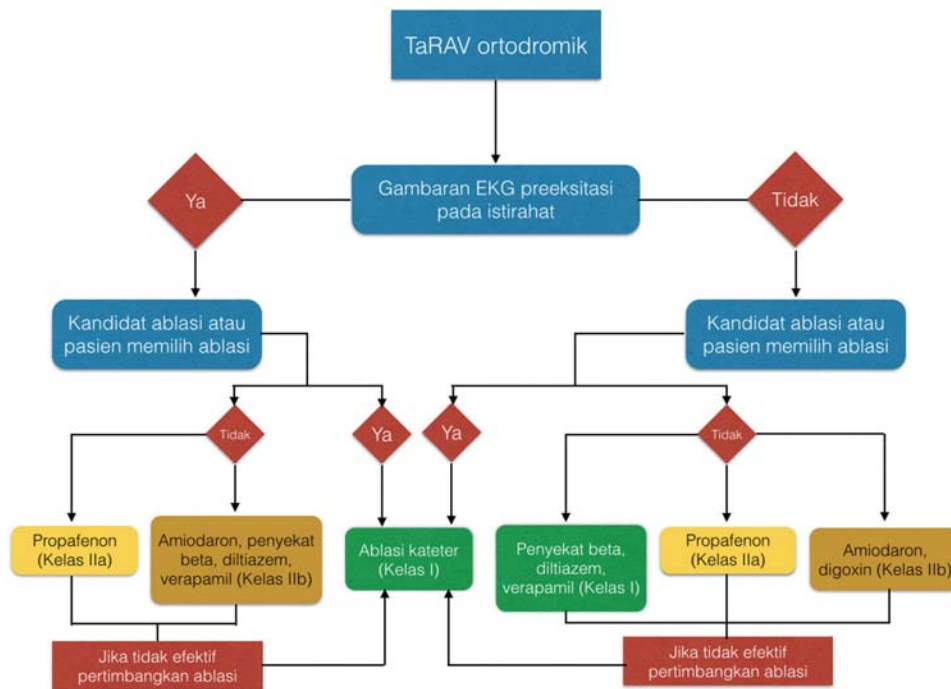 TaRAV ortodromik
Ya
Gambaran EKG preeksitasi
pada istirahat
Tidak
Kandidat ablasi atau
pasien memilih ablasi
Kandidat ablasi atau
pasien memilih ablasi
Tidak
Ya
Ya
Tidak
Propafenon
(Kelas IIa)
Amiodaron, penyekat
beta, diltiazem,
verapamil (Kelas IIb)
Ablasi kateter
(Kelas I)
Penyekat beta,
diltiazem,
verapamil (Kelas I)
Propafenon
(Kelas IIa)
Amiodaron,
digoxin (Kelas IIb)
Jika tidak efektif
pertimbangkan ablasi
Jika tidak efektif
pertimbangkan ablasi